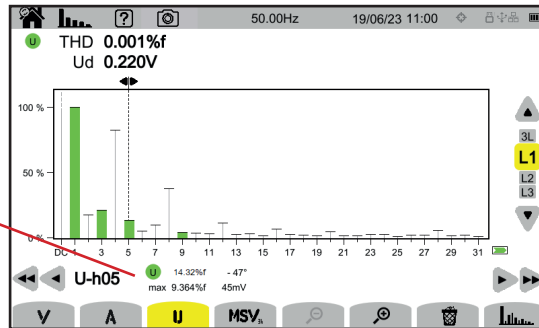 ? 50.00Hz 19/06/23 11:00
U THD 0.001%f
Ud 0.220V
100 %
50 %
0 %
DC 1 3 5 7 9 11 13 15 17 19 21 23 25 27 29 31
3L
L1
L2
L3
U-h05 U 14.32%f - 47°
max 9.364%f 45mV
V A U MSV